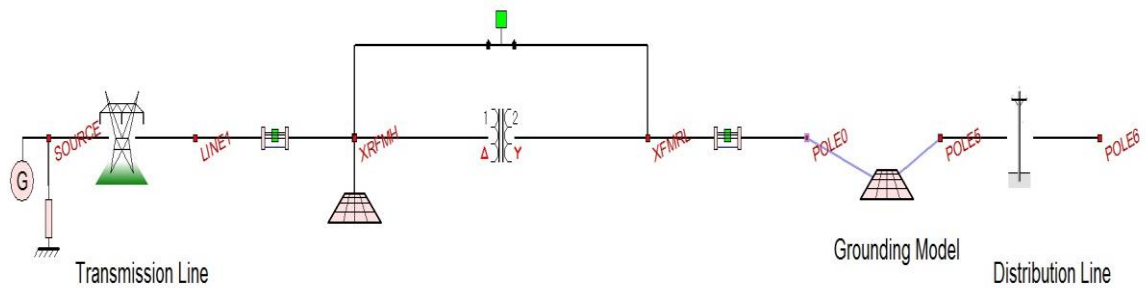 1 2
G SOURCE LINE1 XRFMH Δ Y XFMRL POLE0 POLE5 POLE6
Grounding Model
Transmission Line Distribution Line